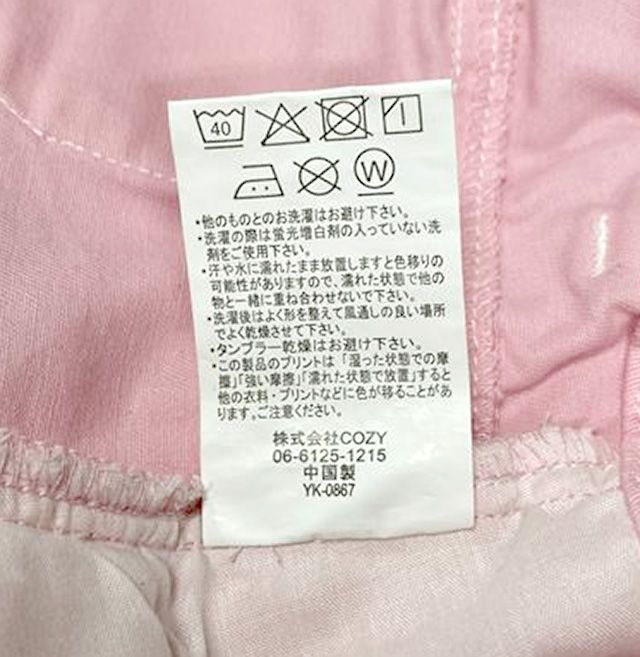 40
W
・他のものとのお洗濯はお避け下さい。
・洗濯の際は蛍光増白剤の入っていない洗
剤をご使用下さい。
・汗や水に濡れたまま放置しますと色移りの
可能性がありますので、濡れた状態で他の
物と一緒に重ね合わせないで下さい。
・洗濯後はよく形を整えて風通しの良い場所
でよく乾燥させて下さい。
・タンブラー乾燥はお避け下さい。
・この製品のプリントは「湿った状態での摩
擦」「強い摩擦」「濡れた状態で放置」すると
他の衣料・プリントなどに色が移ることがあ
ります。ご注意ください。
株式会社COZY
06-6125-1215
中国製
YK-0867